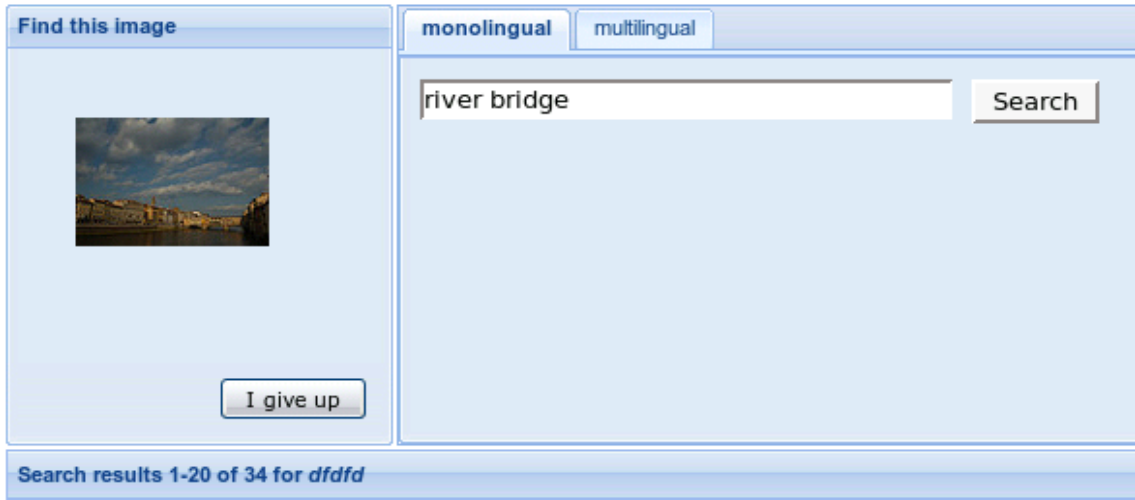 Find this image
monolingual multilingual
river bridge Search
I give up
Search results 1-20 of 34 for dfdfd